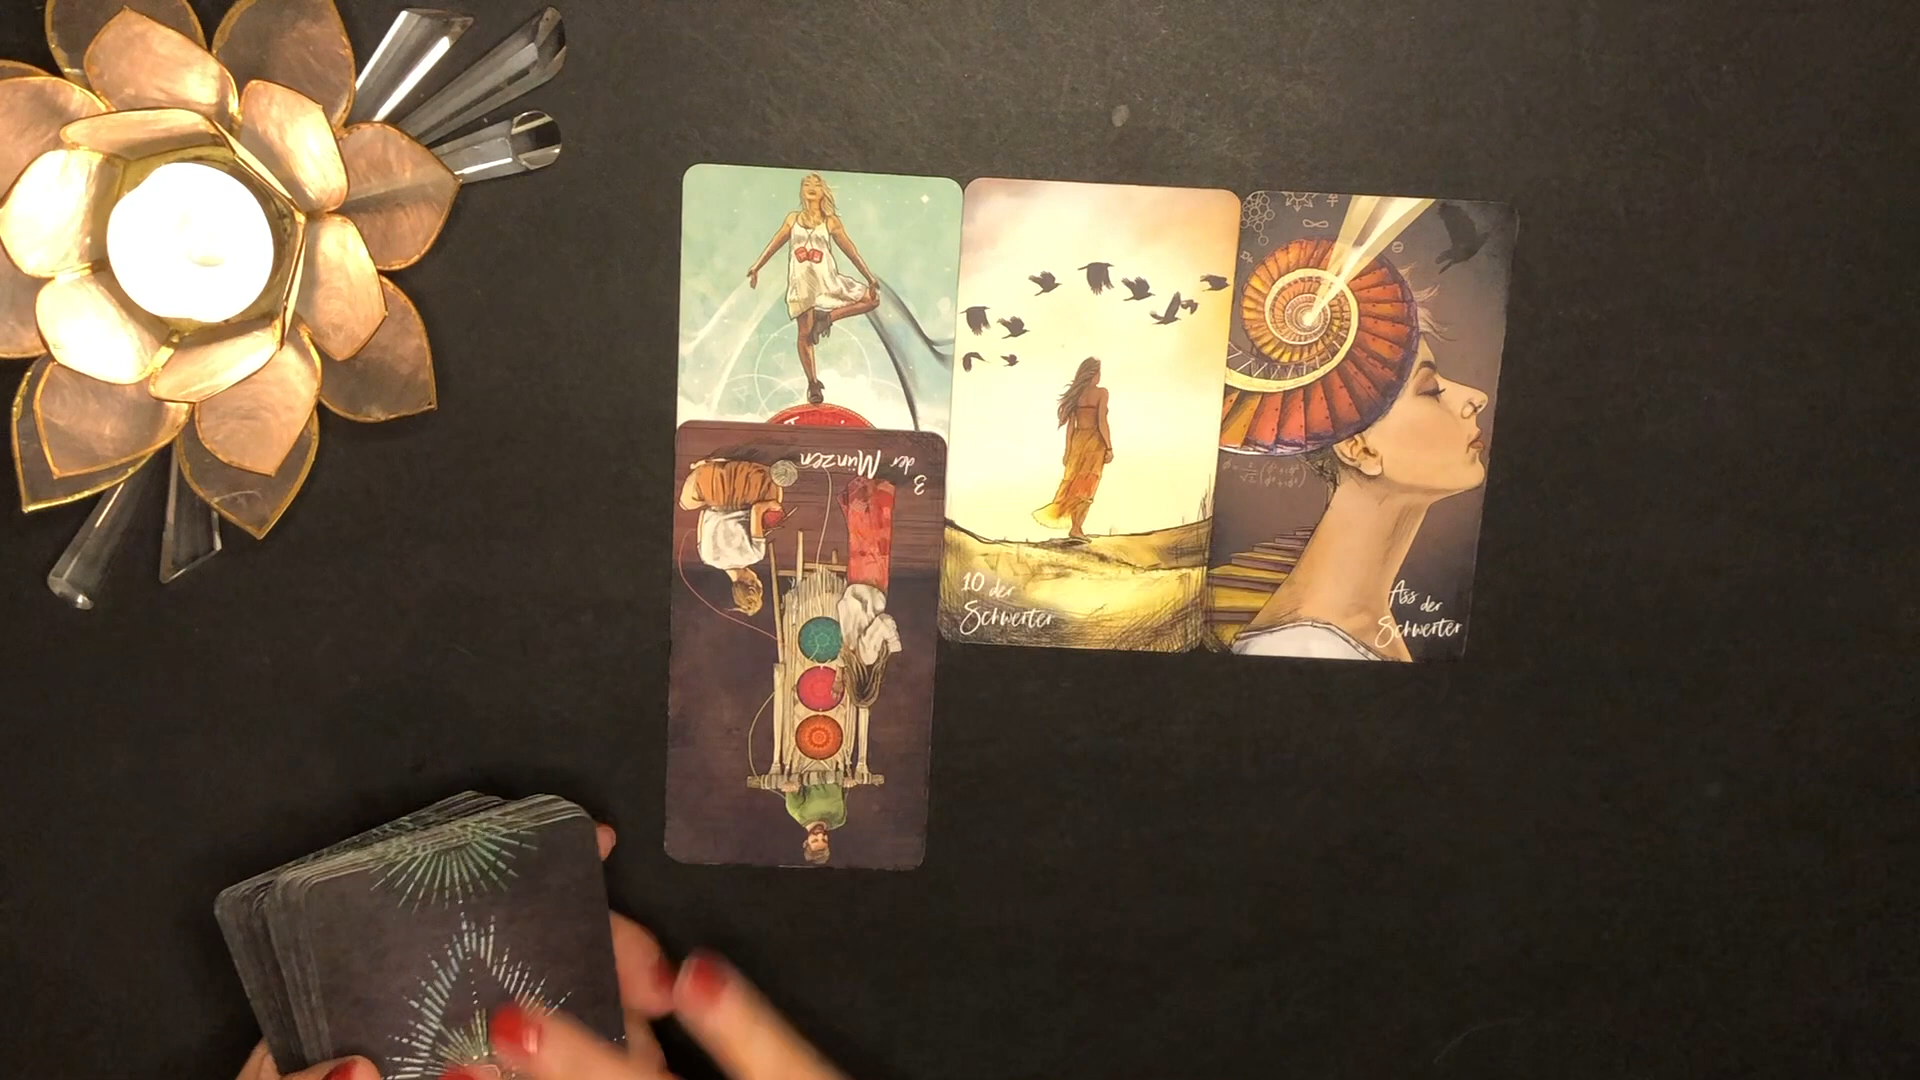 3
der Münzen
10 der
Schwerter
Ass der
Schwerter